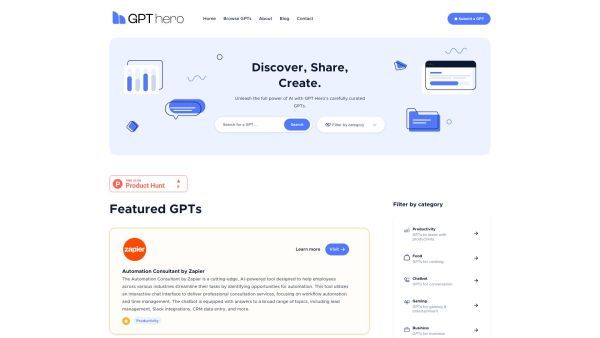 GPT hero
Home Browse GPTs About Blog Contact
Submit a GPT
Discover, Share,
Create.
Unleash the full power of AI with GPT Hero's carefully curated
GPTs.
Search for a GPT...
Search
Filter by category
FIND US ON
Product Hunt
Featured GPTs
Filter by category
zapier
Learn more
Visit
Automation Consultant by Zapier
The Automation Consultant by Zapier is a cutting-edge, AI-powered tool designed to help employees
across various industries streamline their tasks by identifying opportunities for automation. This tool utilizes
an interactive chat interface to deliver professional consultation services, focusing on workflow automation
and time management. The chatbot is equipped with answers to a broad range of topics, including lead
management, Slack integrations, CRM data entry, and more.
Productivity
Productivity
GPTs to assist with
productivity.
Food
GPTs for cooking
Chatbot
GPTs for conversation
Gaming
GPTs for gaming &
entertainment
Business
GPTs for business